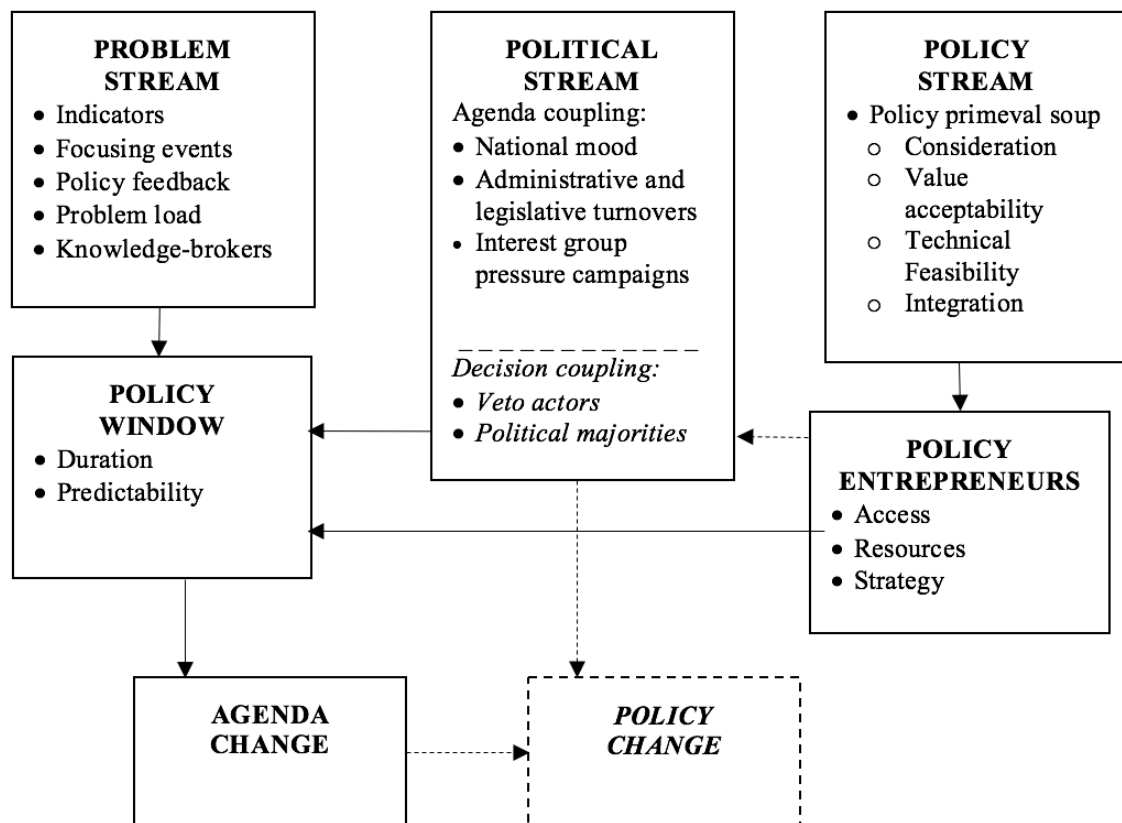 PROBLEM
STREAM
• Indicators
• Focusing events
• Policy feedback
• Problem load
• Knowledge-brokers
POLITICAL
STREAM
Agenda coupling:
• National mood
• Administrative and
legislative turnovers
• Interest group
pressure campaigns
Decision coupling:
• Veto actors
• Political majorities
POLICY
STREAM
• Policy primeval soup
o Consideration
o Value
acceptability
o Technical
Feasibility
o Integration
POLICY
WINDOW
• Duration
• Predictability
POLICY
ENTREPRENEURS
• Access
• Resources
• Strategy
AGENDA
CHANGE
POLICY
CHANGE